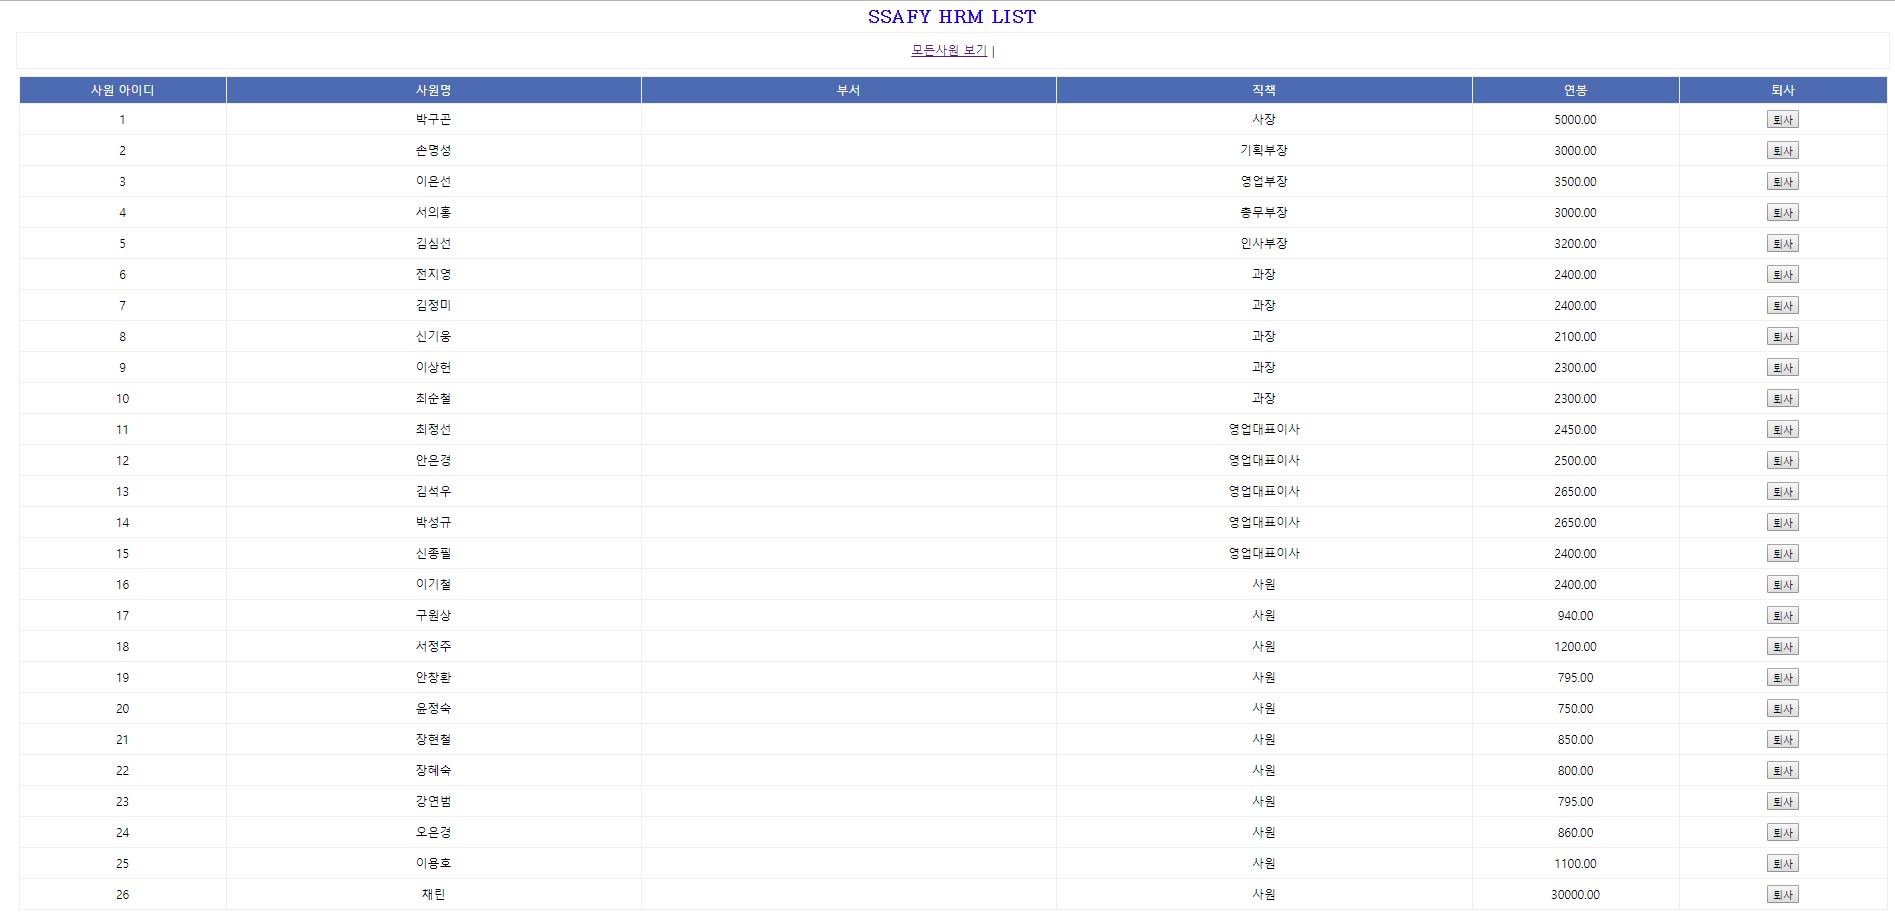 SSAFY HRM LIST
모든사원 보기 |
사원 아이디 사원명 부서 직책 연봉 퇴사
1 박구곤 사장 5000.00 퇴사
2 손명성 기획부장 3000.00 퇴사
3 이은선 영업부장 3500.00 퇴사
4 서의홍 총무부장 3000.00 퇴사
5 김심선 인사부장 3200.00 퇴사
6 전지영 과장 2400.00 퇴사
7 김정미 과장 2400.00 퇴사
8 신기웅 과장 2100.00 퇴사
9 이상헌 과장 2300.00 퇴사
10 최순철 과장 2300.00 퇴사
11 최정선 영업대표이사 2450.00 퇴사
12 안은경 영업대표이사 2500.00 퇴사
13 김석우 영업대표이사 2650.00 퇴사
14 박성규 영업대표이사 2650.00 퇴사
15 신종필 영업대표이사 2400.00 퇴사
16 이기철 사원 2400.00 퇴사
17 구원상 사원 940.00 퇴사
18 서정주 사원 1200.00 퇴사
19 안창환 사원 795.00 퇴사
20 윤정숙 사원 750.00 퇴사
21 장현철 사원 850.00 퇴사
22 장혜숙 사원 800.00 퇴사
23 강연범 사원 795.00 퇴사
24 오은경 사원 860.00 퇴사
25 이용호 사원 1100.00 퇴사
26 채린 사원 30000.00 퇴사